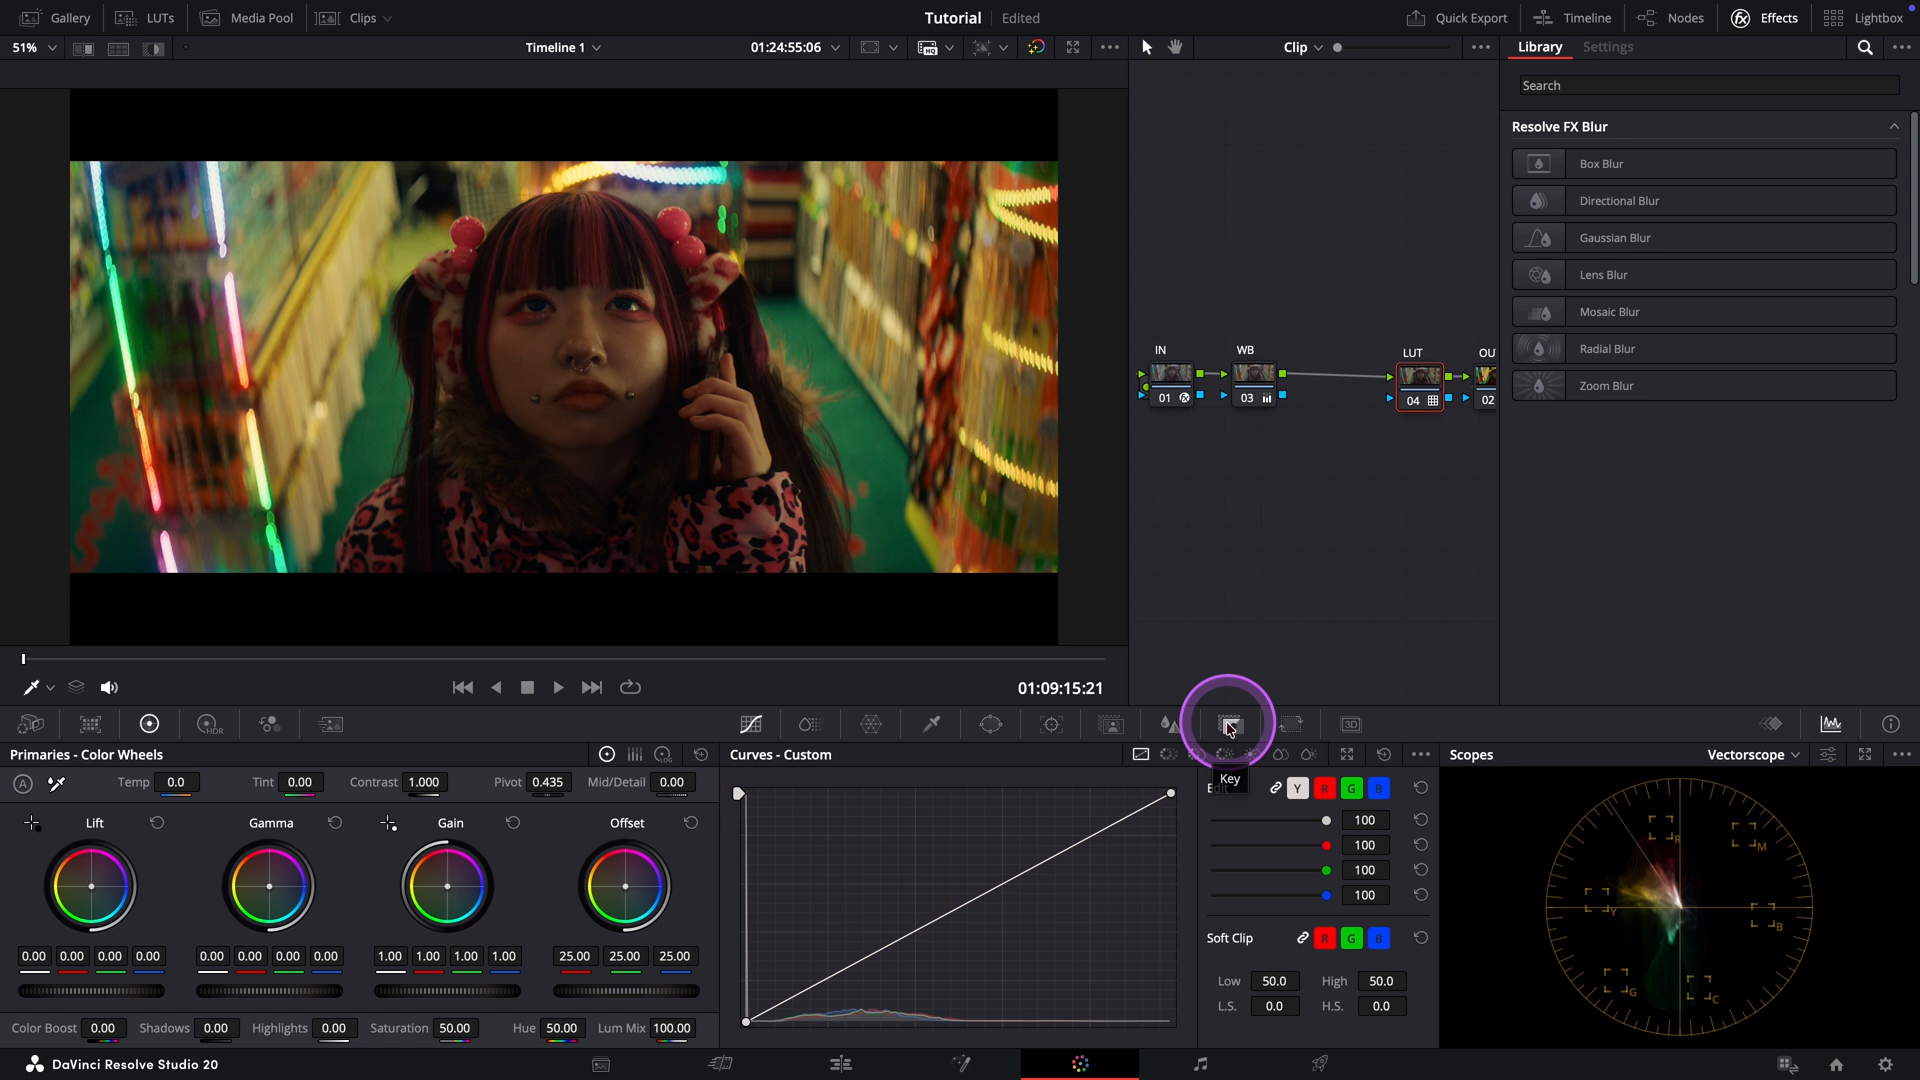 Gallery
LUTs
Media Pool
Clips
Tutorial
Edited
Quick Export
Timeline
Nodes
Effects
Lightbox
51%
Timeline 1
01:24:55:06
Clip
Library
Settings
Search
Resolve FX Blur
Box Blur
Directional Blur
Gaussian Blur
Lens Blur
Mosaic Blur
Radial Blur
Zoom Blur
IN
WB
LUT
OU
01
03
04
02
01:09:15:21
HDR
3D
Primaries - Color Wheels
LOG
Curves - Custom
Scopes
Vectorscope
A
Temp 0.0
Tint 0.00
Contrast 1.000
Pivot 0.435
Mid/Detail 0.00
Key
Y R G B
Lift
Gamma
Gain
Offset
100
100
100
100
0.00 0.00 0.00 0.00
0.00 0.00 0.00 0.00
1.00 1.00 1.00 1.00
25.00 25.00 25.00
Soft Clip R G B
Low 50.0 High 50.0
L.S. 0.0 H.S. 0.0
Color Boost 0.00
Shadows 0.00
Highlights 0.00
Saturation 50.00
Hue 50.00
Lum Mix 100.00
R
M
Y
B
G
C
DaVinci Resolve Studio 20